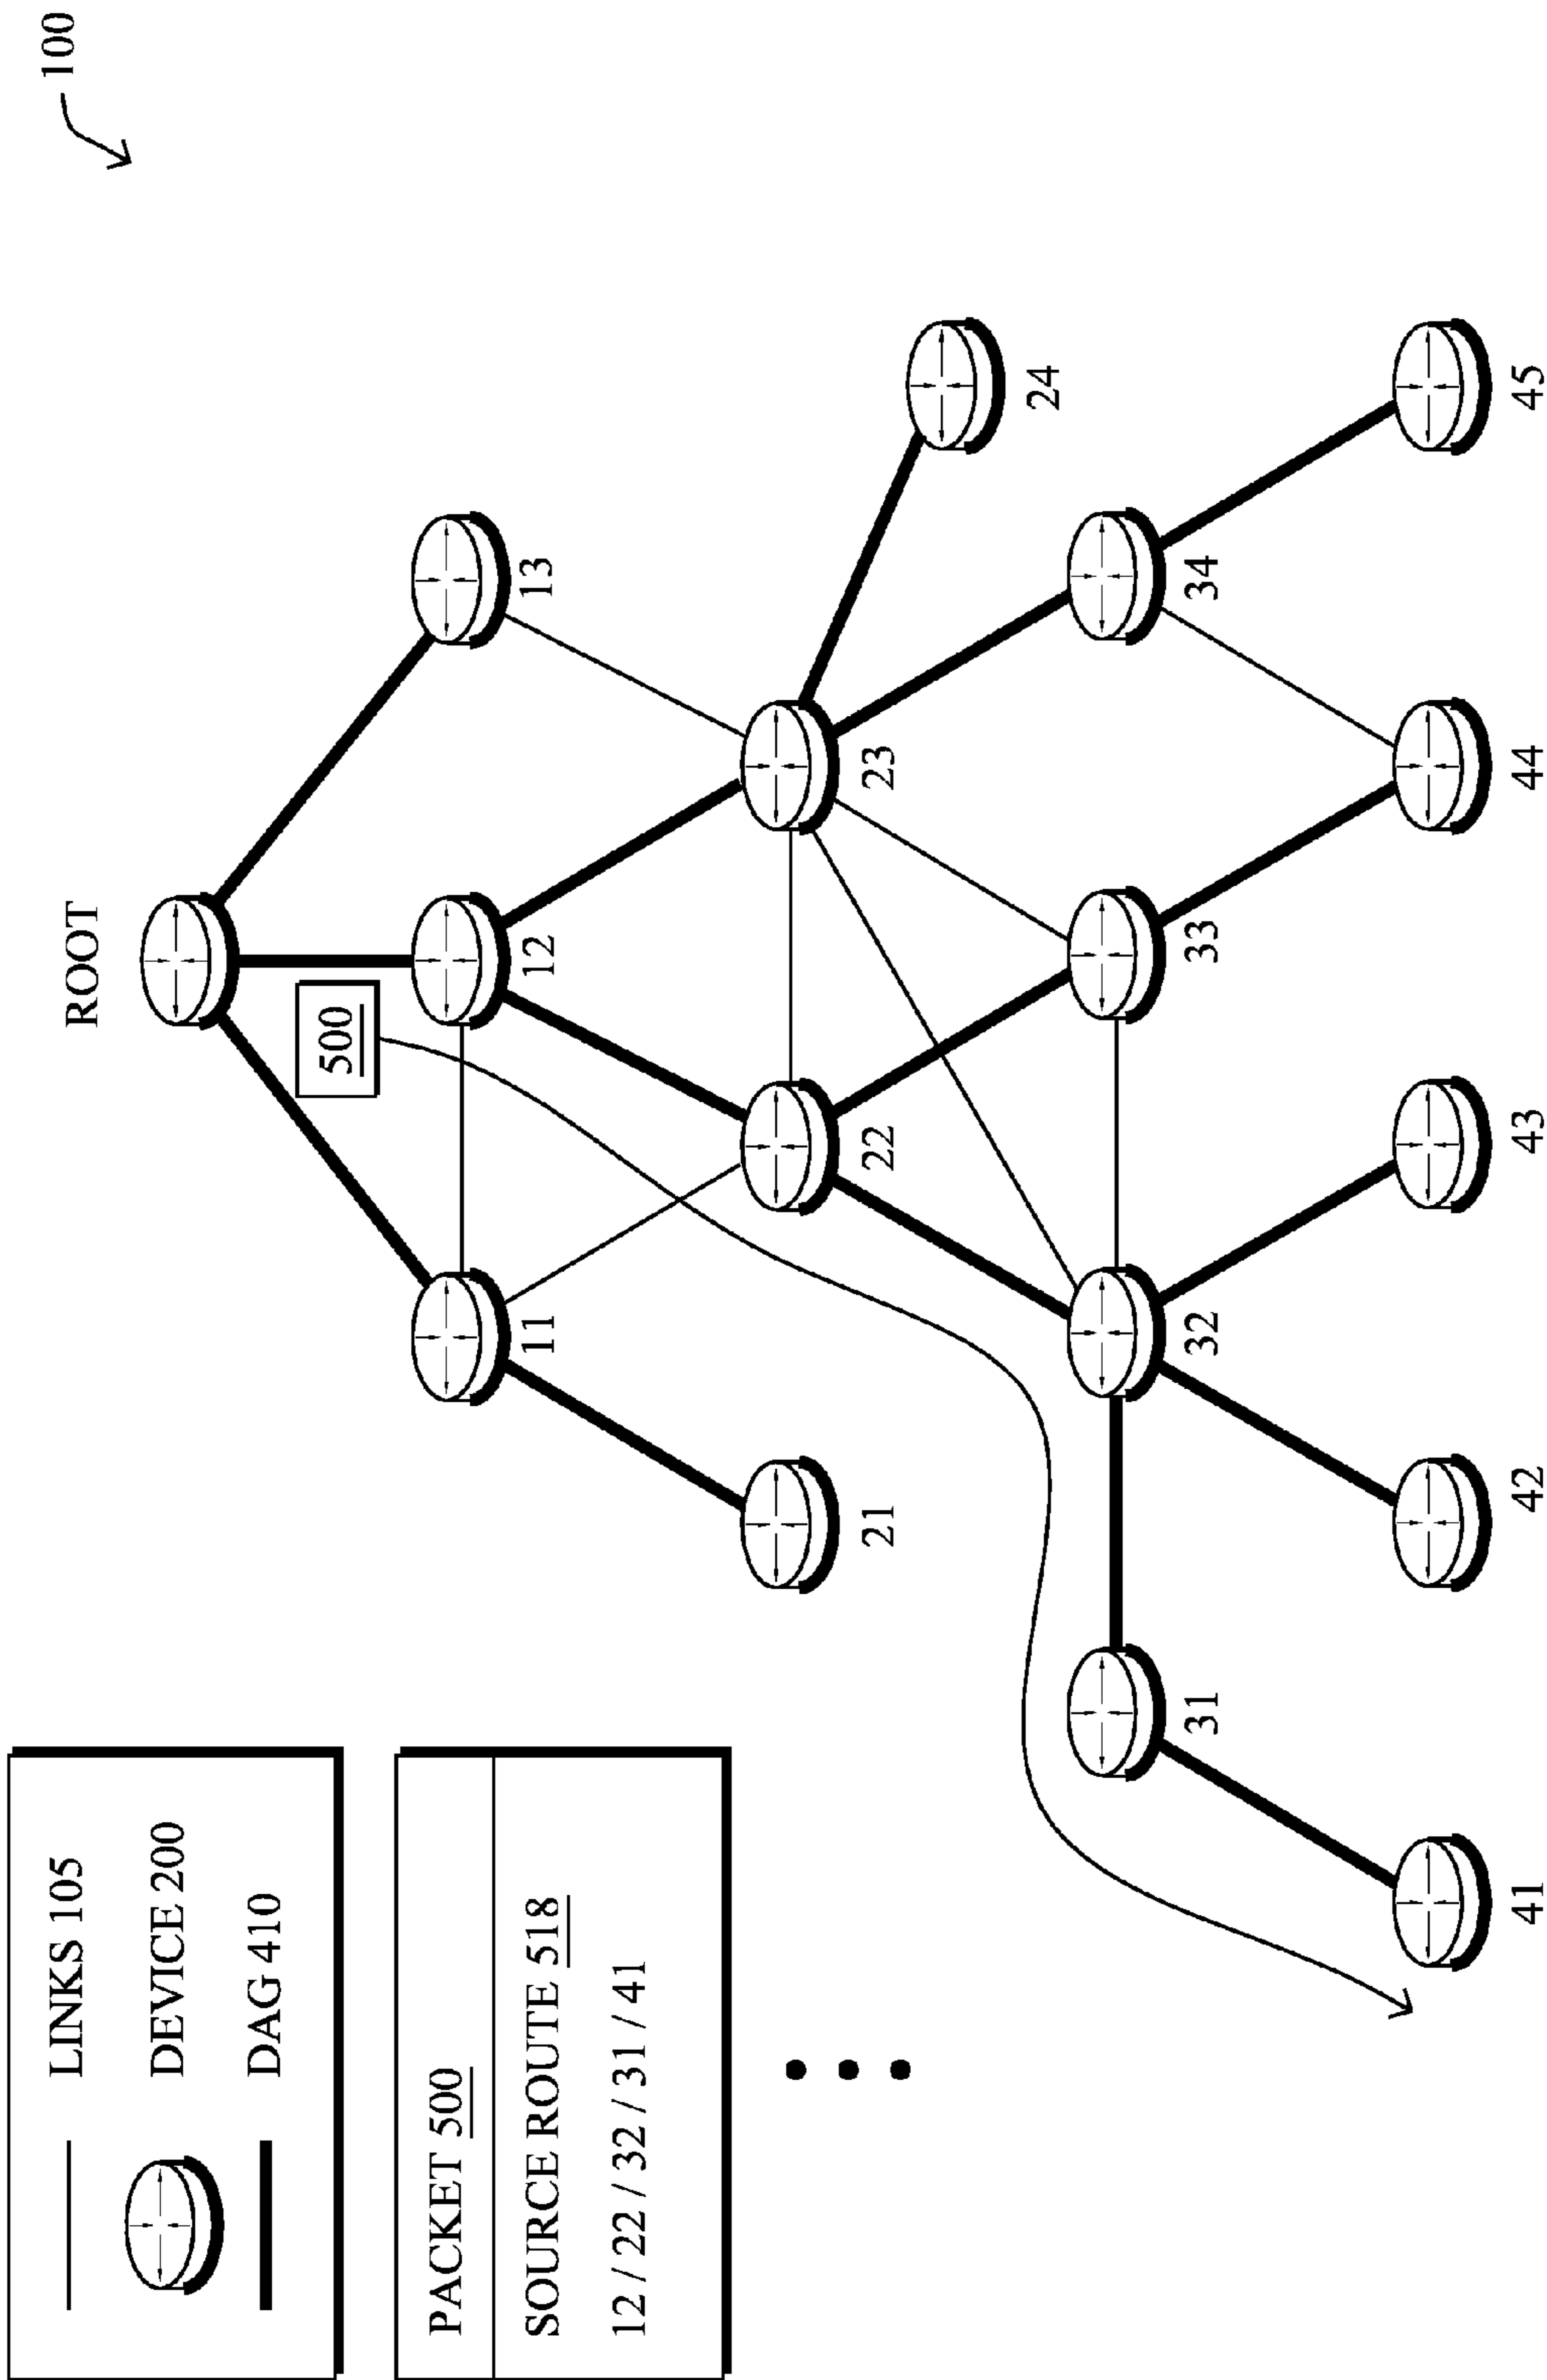 100
LINKS 105
DEVICE 200
DAG 410
PACKET 500
SOURCE ROUTE 518
12 / 22 / 32 / 31 / 41
ROOT
500
11
12
13
21
22
23
24
31
32
33
34
41
42
43
44
45